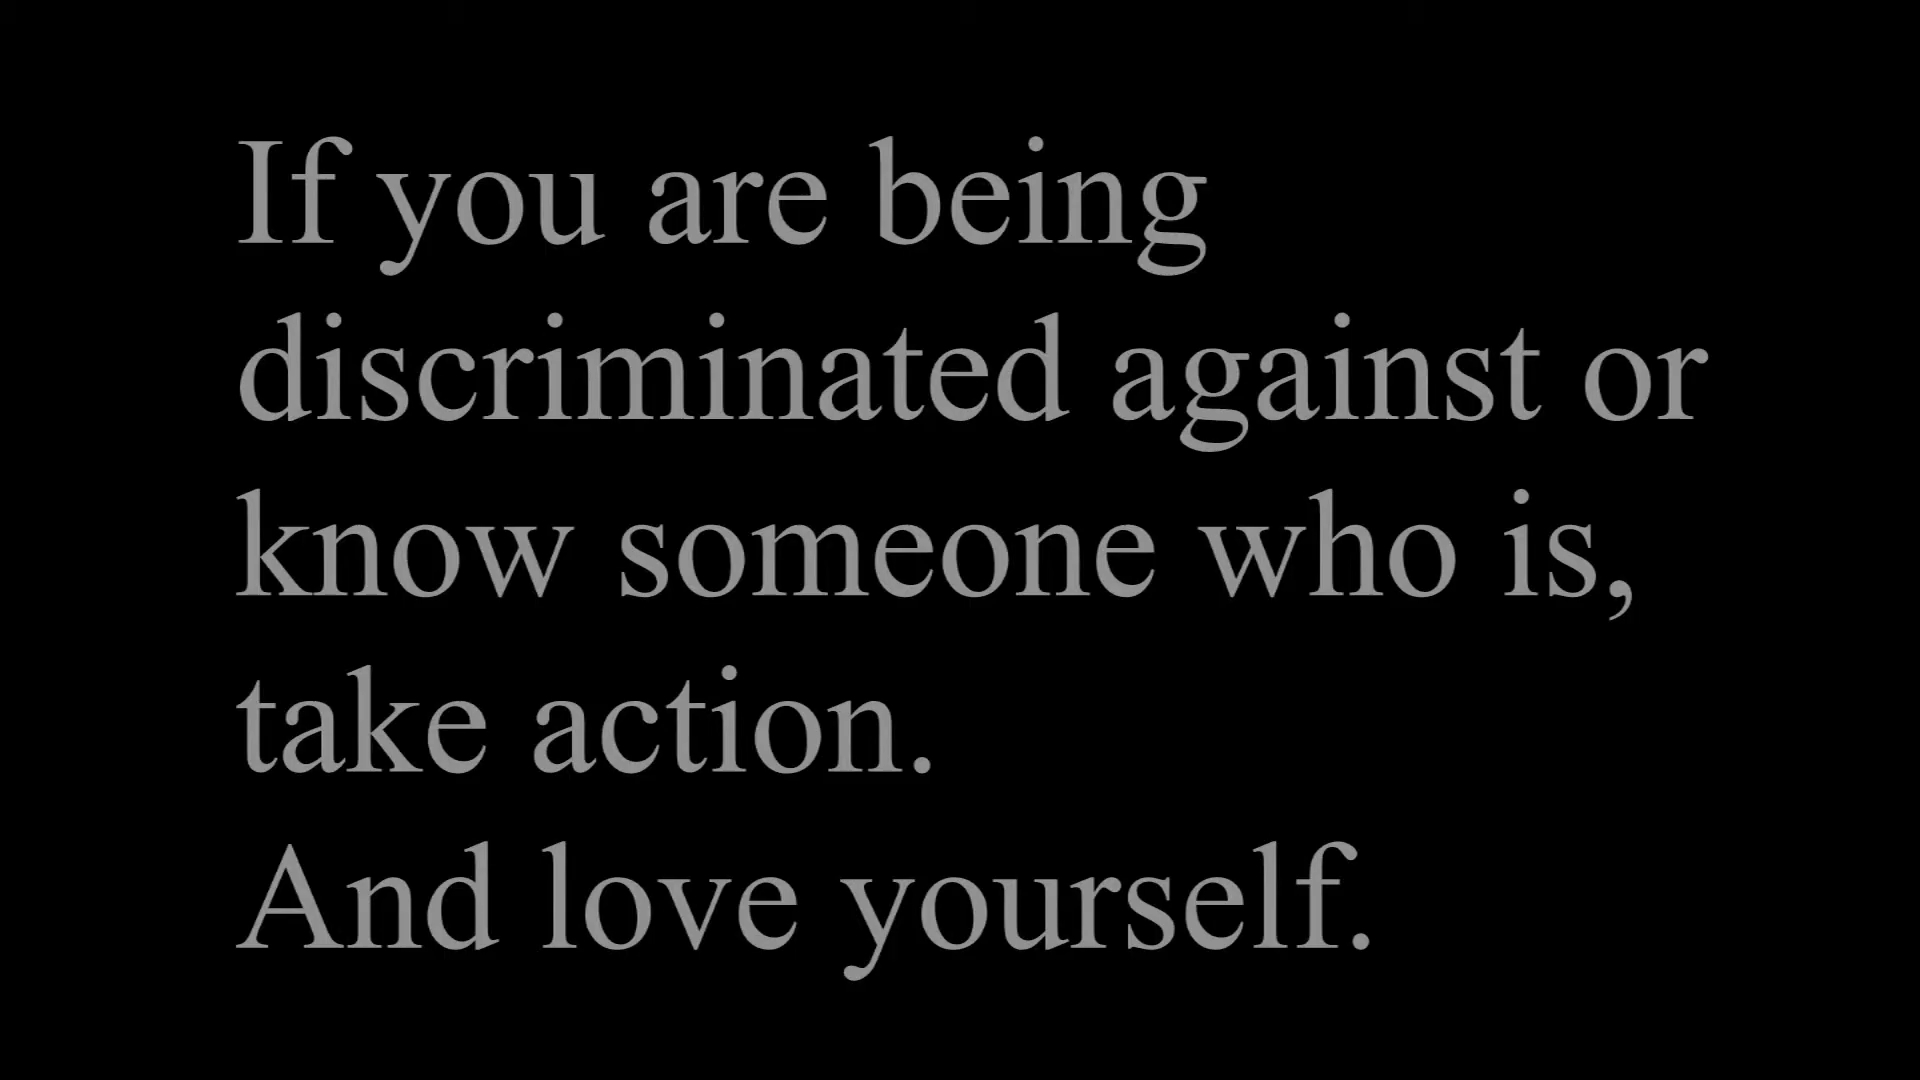 If you are being
discriminated against or
know someone who is,
take action.
And love yourself.